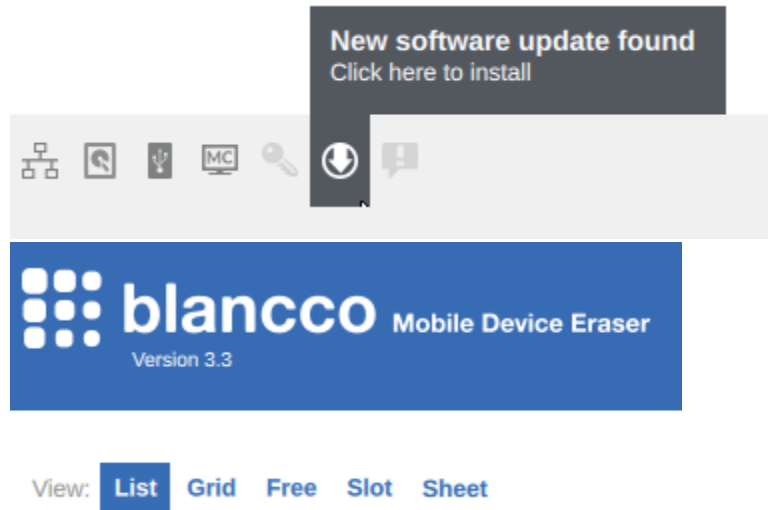 New software update found
Click here to install
MC
blancco Mobile Device Eraser
Version 3.3
View: List Grid Free Slot Sheet